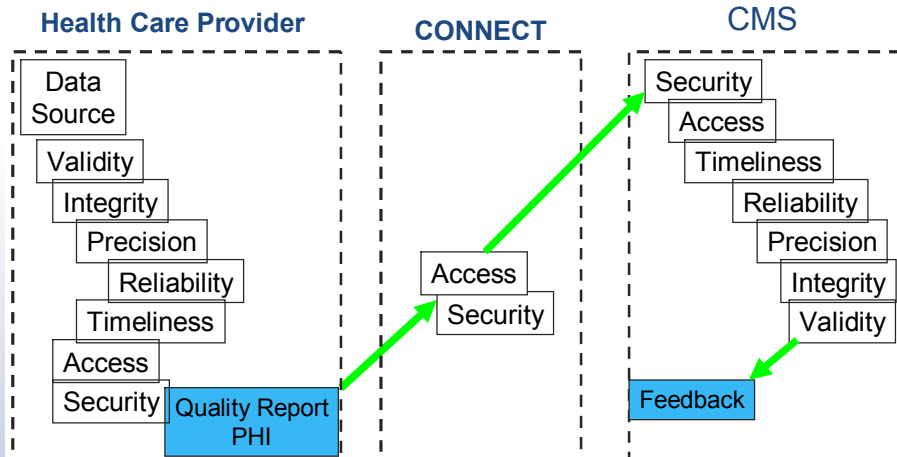 Health Care Provider
Data
Source
Validity
Integrity
Precision
Reliability
Timeliness
Access
Security
Quality Report
PHI
CONNECT
Access
Security
CMS
Security
Access
Timeliness
Reliability
Precision
Integrity
Validity
Feedback